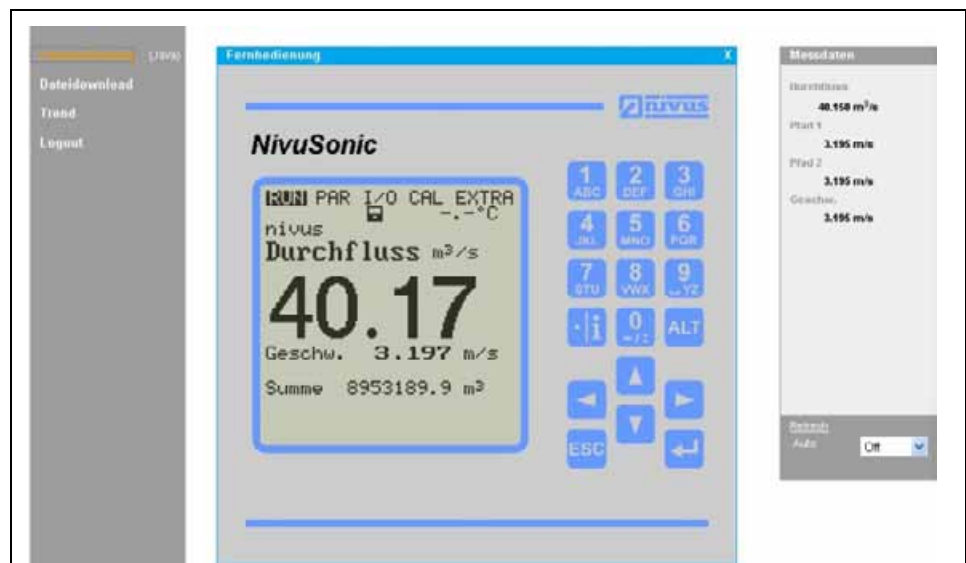 Dateidownload
Trend
Logout
Fernbedienung X
nivus
NivuSonic
RUN PAR I/O CAL EXTRA
-.-°C
nivus
Durchfluss m³/s
40.17
Geschw. 3.197 m/s
Summe 8953189.9 m³
1 ABC 2 DEF 3 GHI
4 JKL 5 MNO 6 PQR
7 STU 8 VWX 9 YZ
i 0 ALT
ESC
Messdaten
Durchfluss
40.158 m³/s
Pfad 1
3.195 m/s
Pfad 2
3.195 m/s
Geschw.
3.195 m/s
Refresh
Auto Off